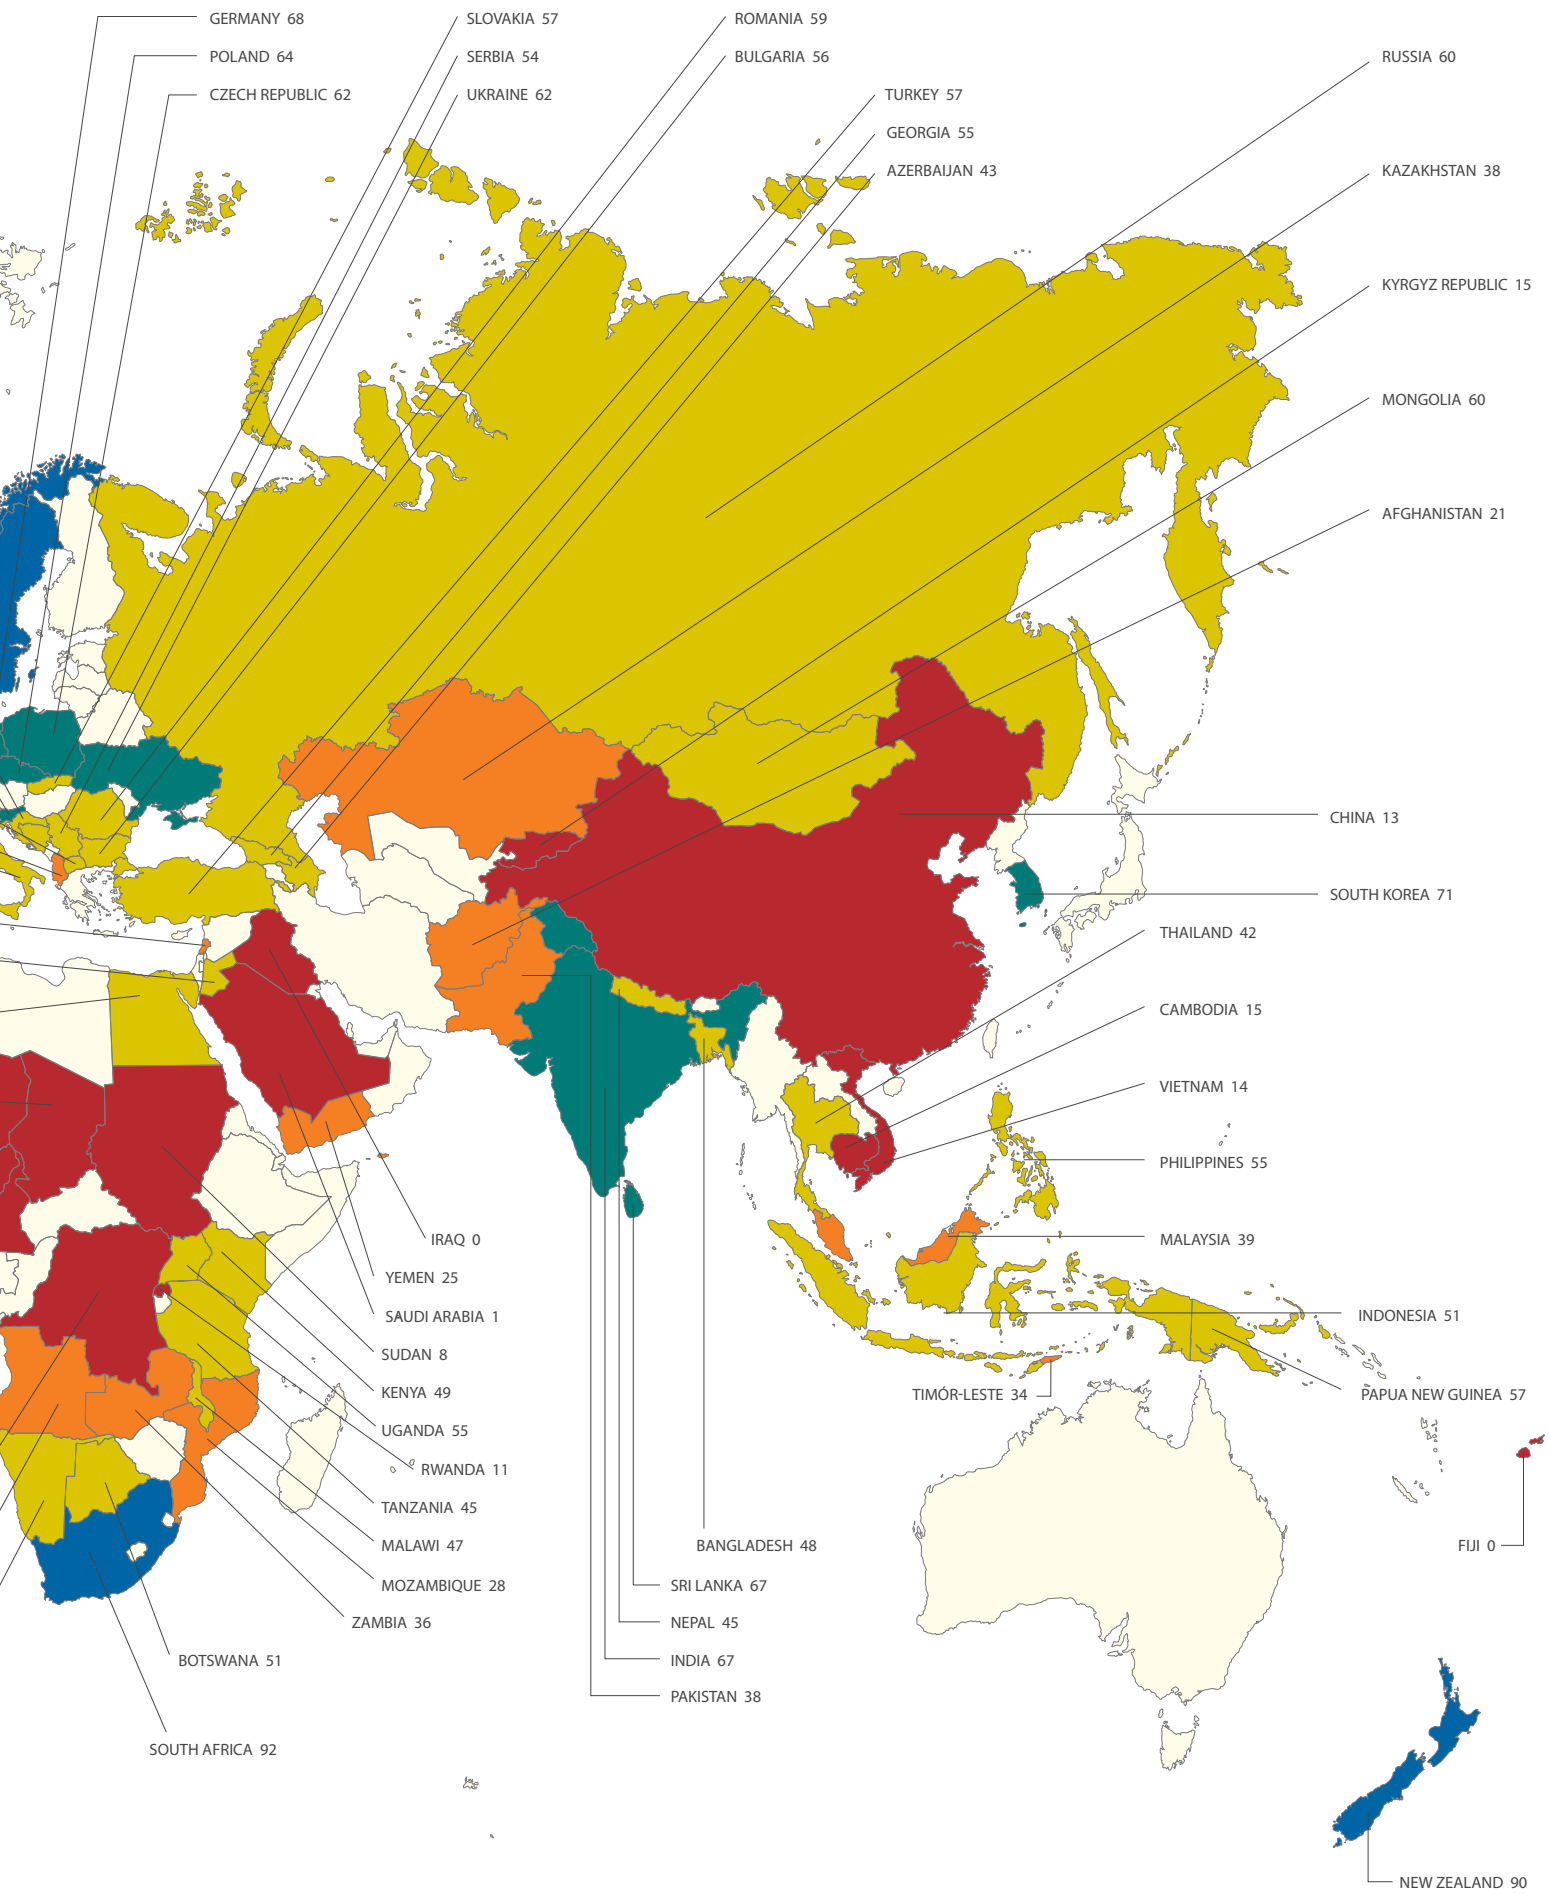 GERMANY 68
SLOVAKIA 57
ROMANIA 59
POLAND 64
SERBIA 54
BULGARIA 56
RUSSIA 60
CZECH REPUBLIC 62
UKRAINE 62
TURKEY 57
GEORGIA 55
AZERBAIJAN 43
KAZAKHSTAN 38
KYRGYZ REPUBLIC 15
MONGOLIA 60
AFGHANISTAN 21
CHINA 13
SOUTH KOREA 71
THAILAND 42
CAMBODIA 15
VIETNAM 14
PHILIPPINES 55
IRAQ 0
MALAYSIA 39
YEMEN 25
SAUDI ARABIA 1
INDONESIA 51
SUDAN 8
KENYA 49
TIMÓR-LESTE 34
PAPUA NEW GUINEA 57
UGANDA 55
RWANDA 11
TANZANIA 45
MALAWI 47
BANGLADESH 48
FIJI 0
MOZAMBIQUE 28
SRI LANKA 67
ZAMBIA 36
NEPAL 45
BOTSWANA 51
INDIA 67
PAKISTAN 38
SOUTH AFRICA 92
NEW ZEALAND 90